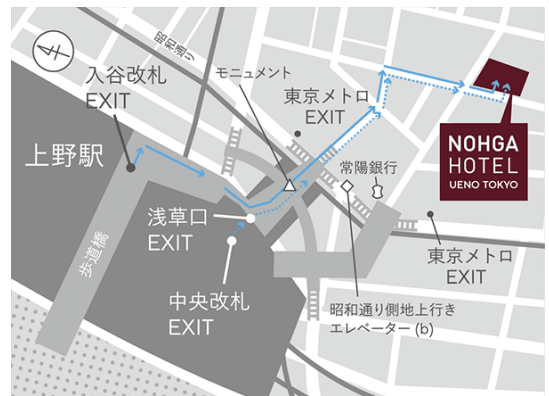 昭和通り
入谷改札
EXIT
モニュメント
東京メトロ
EXIT
上野駅
NOHGA
HOTEL
UENO TOKYO
常陽銀行
浅草口
EXIT
歩道橋
東京メトロ
EXIT
中央改札
EXIT
昭和通り側地上行き
エレベーター (b)